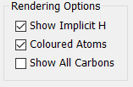 Rendering Options
Show Implicit H
Coloured Atoms
Show All Carbons